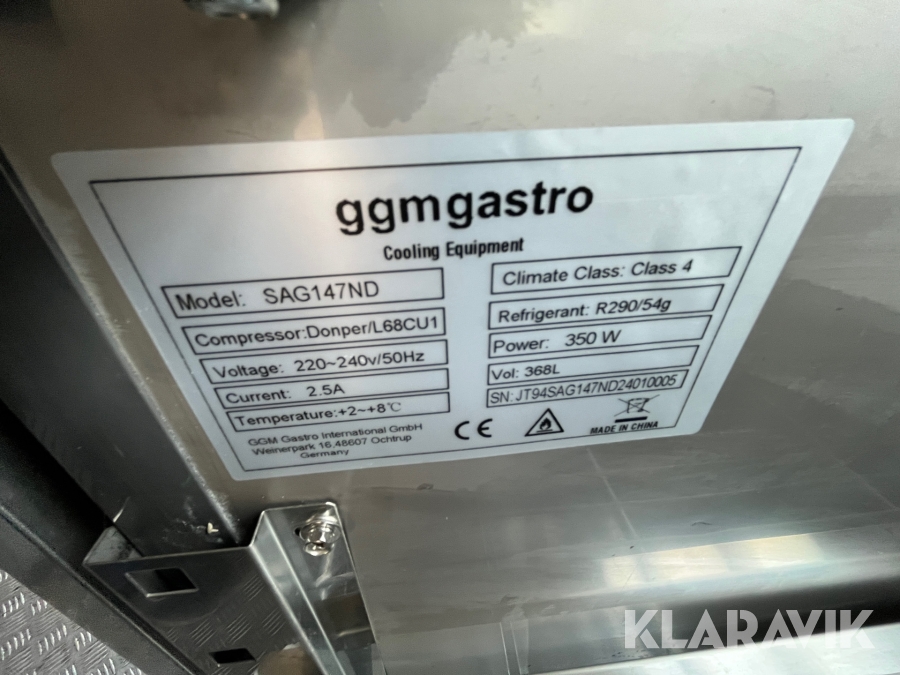 ggmgastro
Cooling Equipment
Model: SAG147ND
Compressor:Donper/L68CU1
Voltage: 220~240v/50Hz
Current: 2.5A
Temperature:+2~+8℃
GGM Gastro International GmbH
Weinerpark 16,48607 Ochtrup
Germany
Climate Class: Class 4
Refrigerant: R290/54g
Power: 350 W
Vol: 368L
SN: JT94SAG147ND24010005
CE
MADE IN CHINA
KLARAVIK